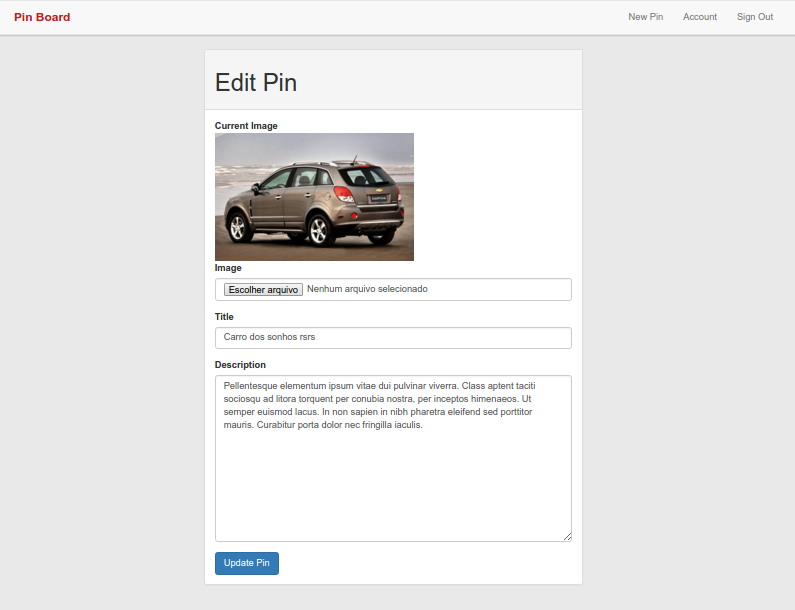 Pin Board
New Pin
Account
Sign Out
Edit Pin
Current Image
Image
Escolher arquivo Nenhum arquivo selecionado
Title
Carro dos sonhos rsrs
Description
Pellentesque elementum ipsum vitae dui pulvinar viverra. Class aptent taciti
sociosqu ad litora torquent per conubia nostra, per inceptos himenaeos. Ut
semper euismod lacus. In non sapien in nibh pharetra eleifend sed porttitor
mauris. Curabitur porta dolor nec fringilla iaculis.
Update Pin